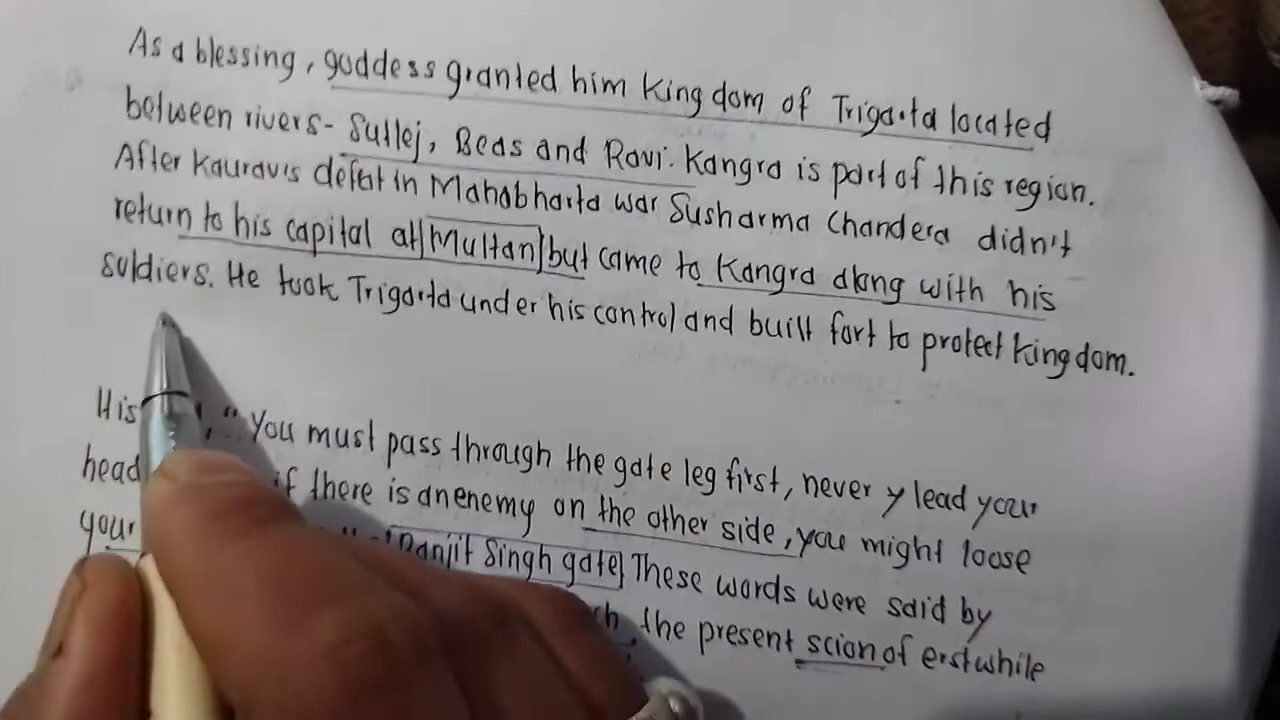 As a blessing, goddess granted him kingdom of Trigarta located
between rivers- Sutlej, Beas and Ravi. Kangra is part of this region.
After Kauravs defeat in Mahabharta war Susharma Chandera didn't
return to his capital at Multan but came to Kangra along with his
soldiers. He took Trigarta under his control and built fort to protect kingdom.
His , "You must pass through the gate leg first, never y lead your
head if there is an enemy on the other side, you might loose
your " - Ranjit Singh gate These words were said by
the present scion of erstwhile